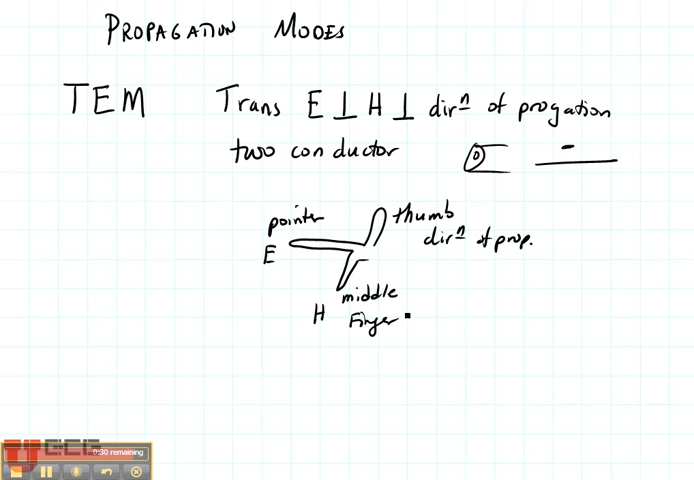 PROPAGATION MODES
TEM Trans E ⊥ H ⊥ dirⁿ of progation
two conductor
pointer
thumb
E
dirⁿ of prop.
middle
H Finger
U ECE
0:30 remaining